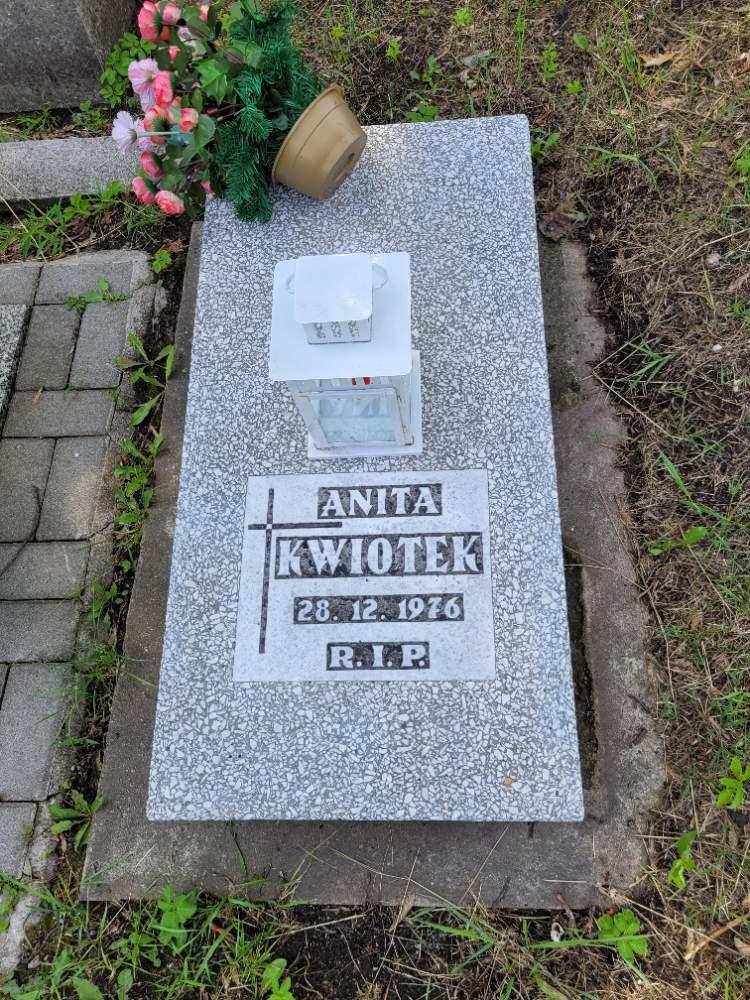 ANITA
KWIOTEK
28. 12. 1976
R.I.P.